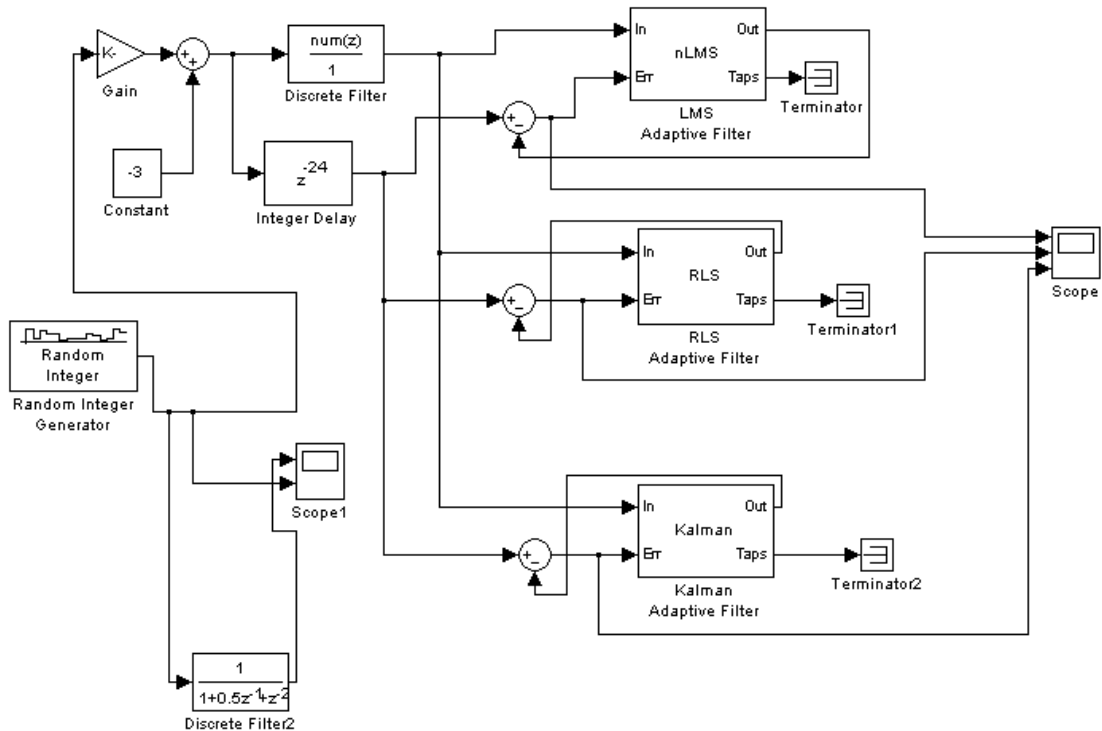 K-
Gain
num(z)
1
Discrete Filter
-3
Constant
z-24
Integer Delay
In
Out
nLMS
Err
Taps
LMS
Adaptive Filter
Terminator
In
Out
RLS
Err
Taps
RLS
Adaptive Filter
Terminator1
Scope
Random
Integer
Random Integer
Generator
Scope1
In
Out
Kalman
Err
Taps
Kalman
Adaptive Filter
Terminator2
1
1+0.5z-1+z-2
Discrete Filter2